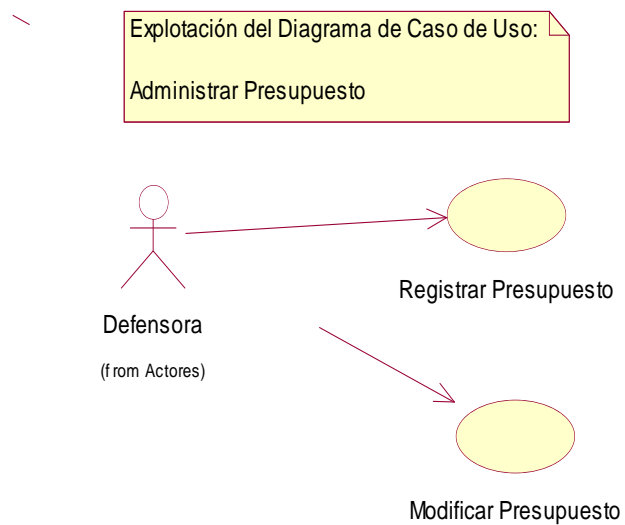 Explotación del Diagrama de Caso de Uso:
Administrar Presupuesto
Registrar Presupuesto
Defensora
(from Actores)
Modificar Presupuesto